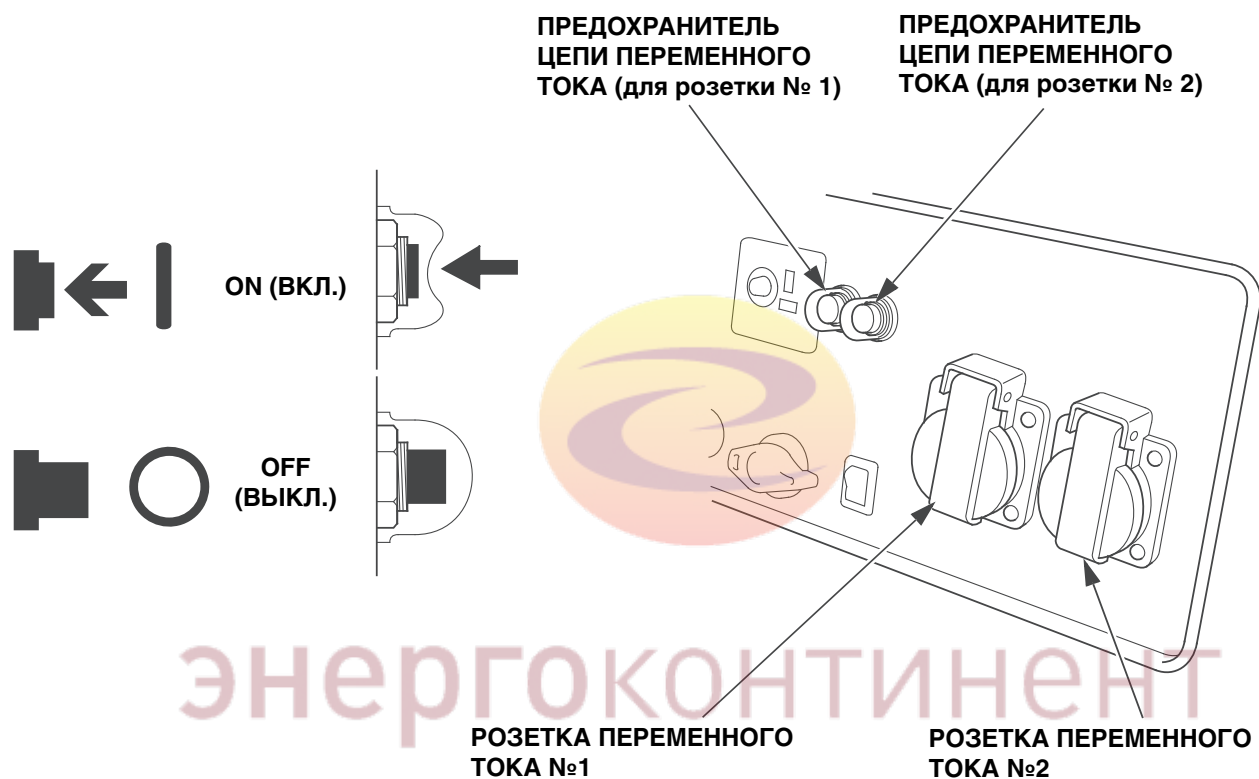 ПРЕДОХРАНИТЕЛЬ
ЦЕПИ ПЕРЕМЕННОГО
ТОКА (для розетки № 1)
ПРЕДОХРАНИТЕЛЬ
ЦЕПИ ПЕРЕМЕННОГО
ТОКА (для розетки № 2)
ON (ВКЛ.)
OFF
(ВЫКЛ.)
энергоконтинент
РОЗЕТКА ПЕРЕМЕННОГО
ТОКА №1
РОЗЕТКА ПЕРЕМЕННОГО
ТОКА №2